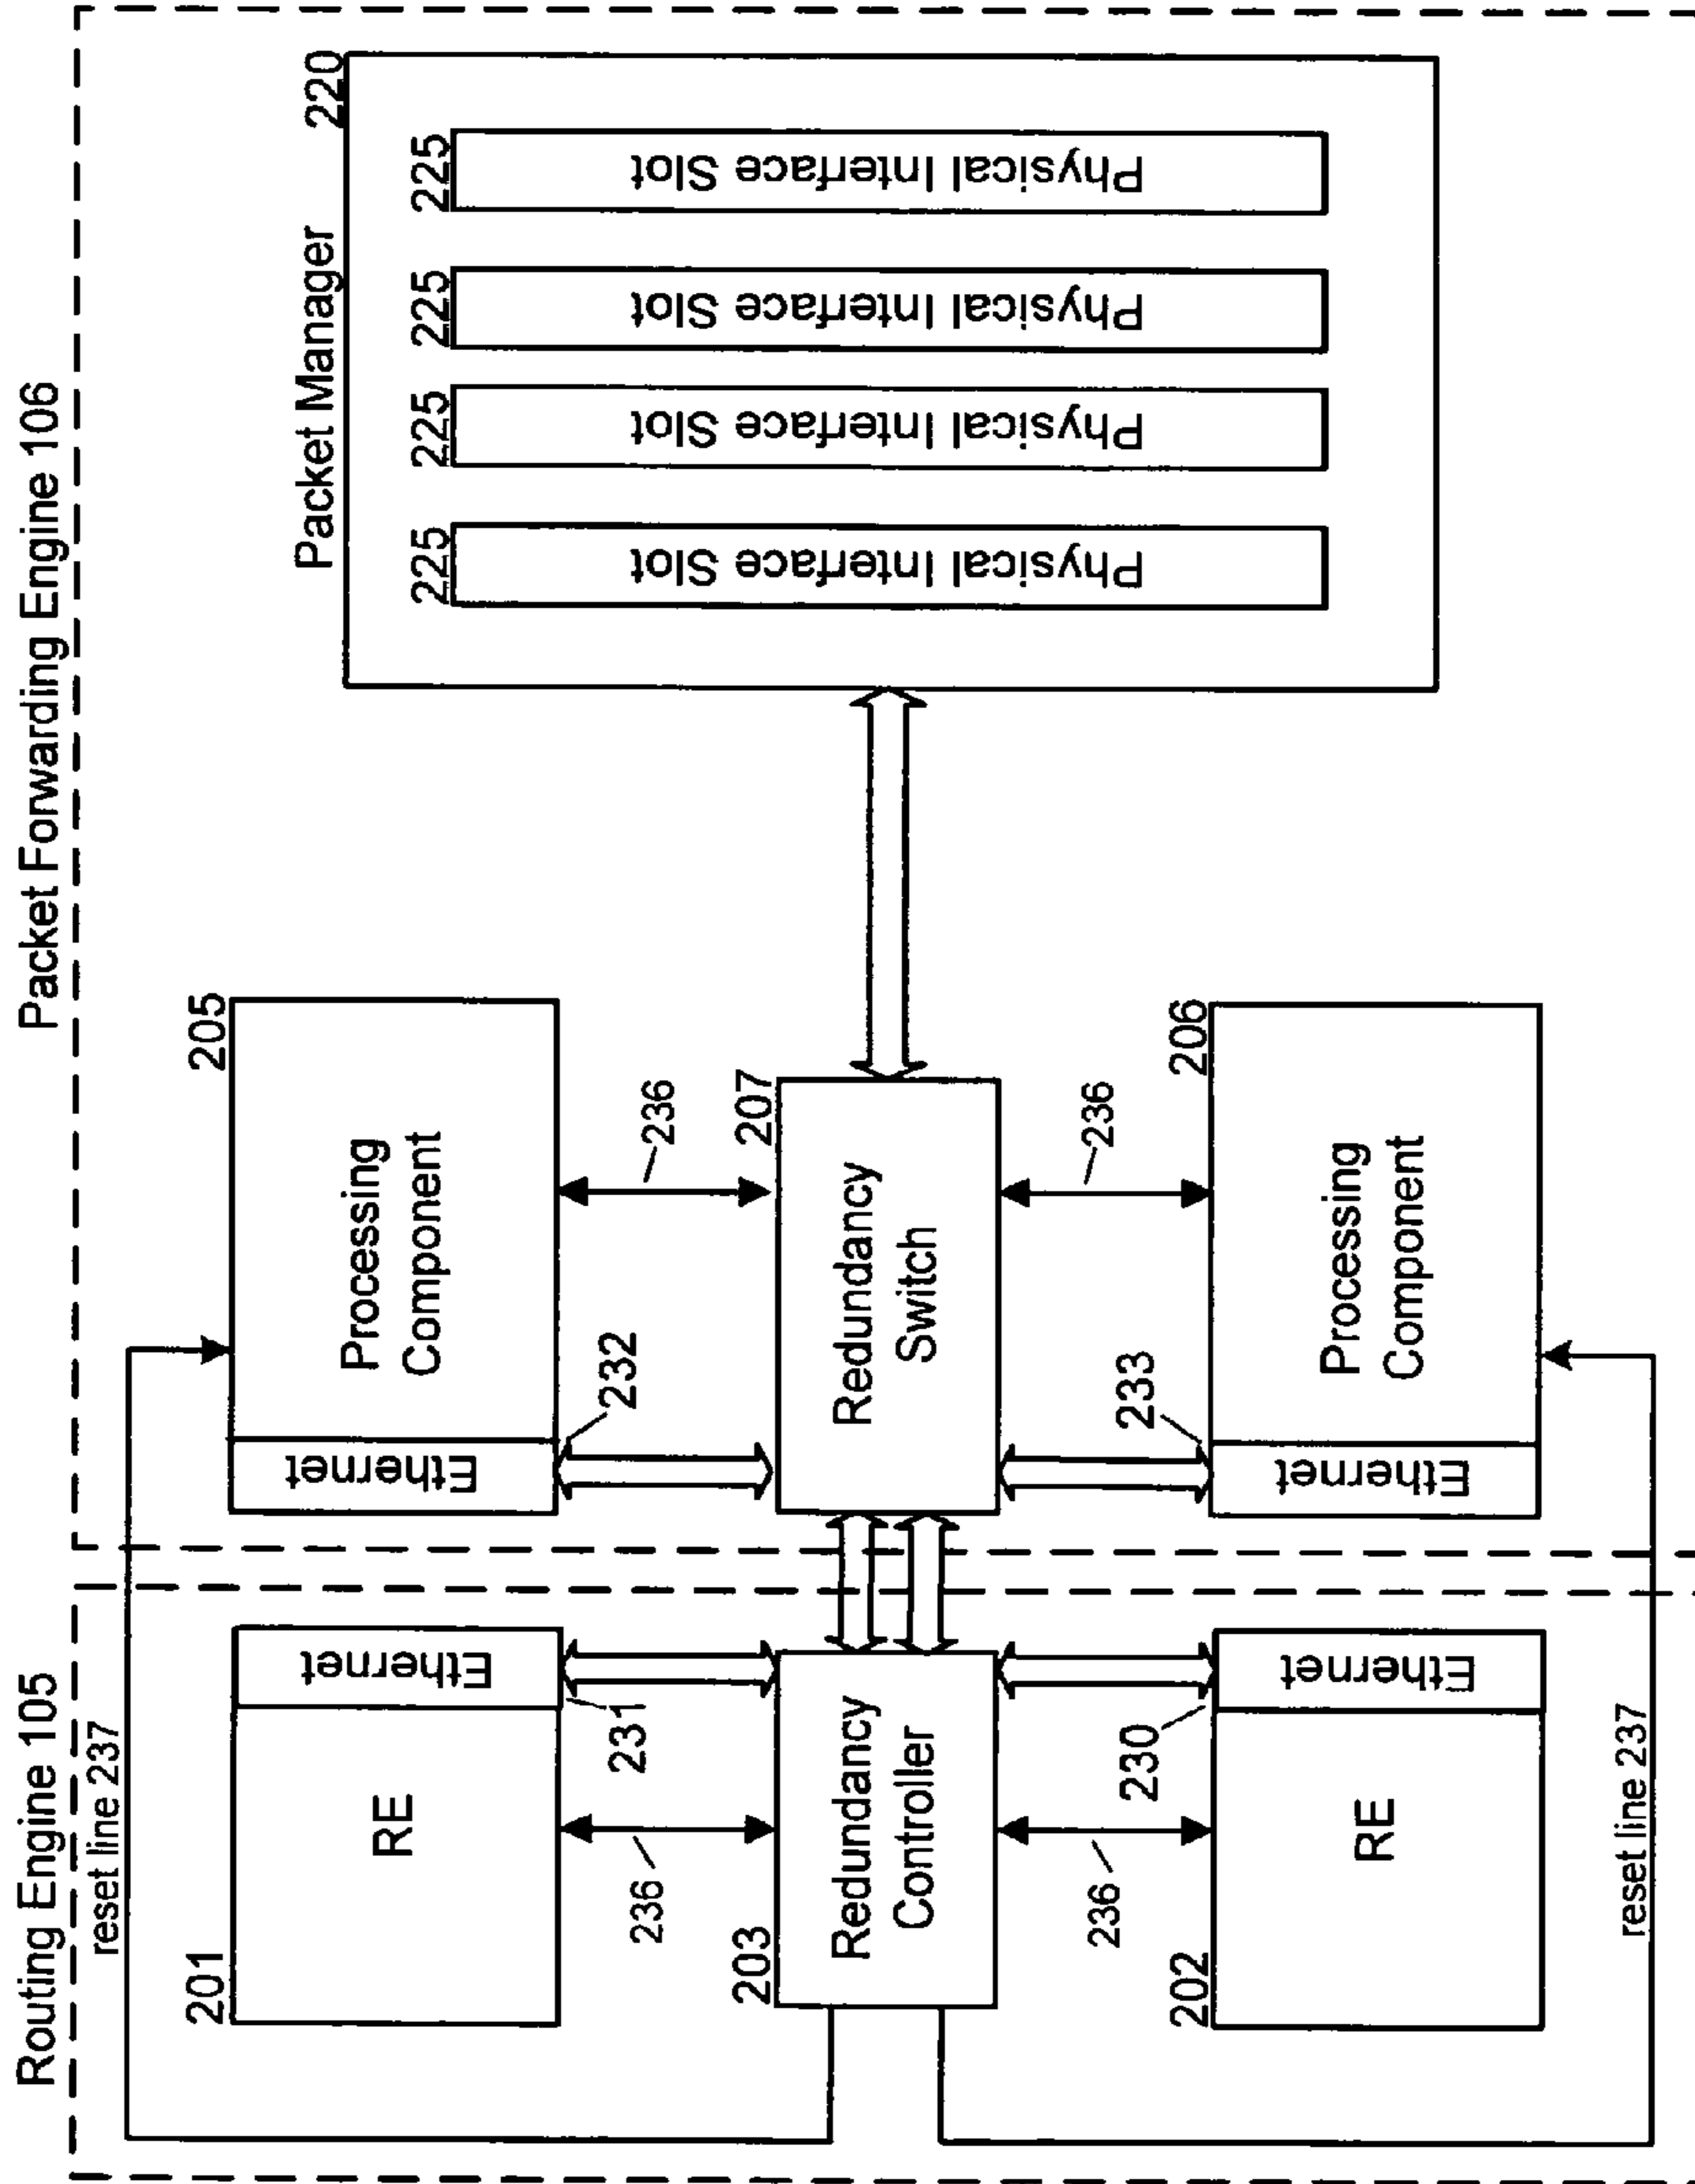 Routing Engine 105
Packet Forwarding Engine 106
reset line 237
201
RE
Ethernet
231
236
203
Redundancy
Controller
236
230
202
RE
Ethernet
reset line 237
205
Processing
Component
Ethernet
232
236
207
Redundancy
Switch
233
236
206
Processing
Component
Ethernet
Packet Manager
220
225
Physical Interface Slot
225
Physical Interface Slot
225
Physical Interface Slot
225
Physical Interface Slot